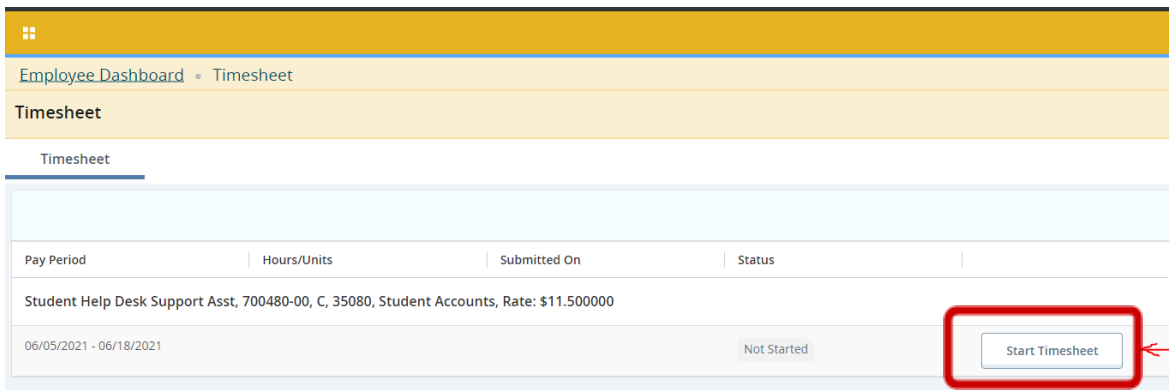 Employee Dashboard • Timesheet
Timesheet
Timesheet
Pay Period Hours/Units Submitted On Status
Student Help Desk Support Asst, 700480-00, C, 35080, Student Accounts, Rate: $11.500000
06/05/2021 - 06/18/2021 Not Started Start Timesheet